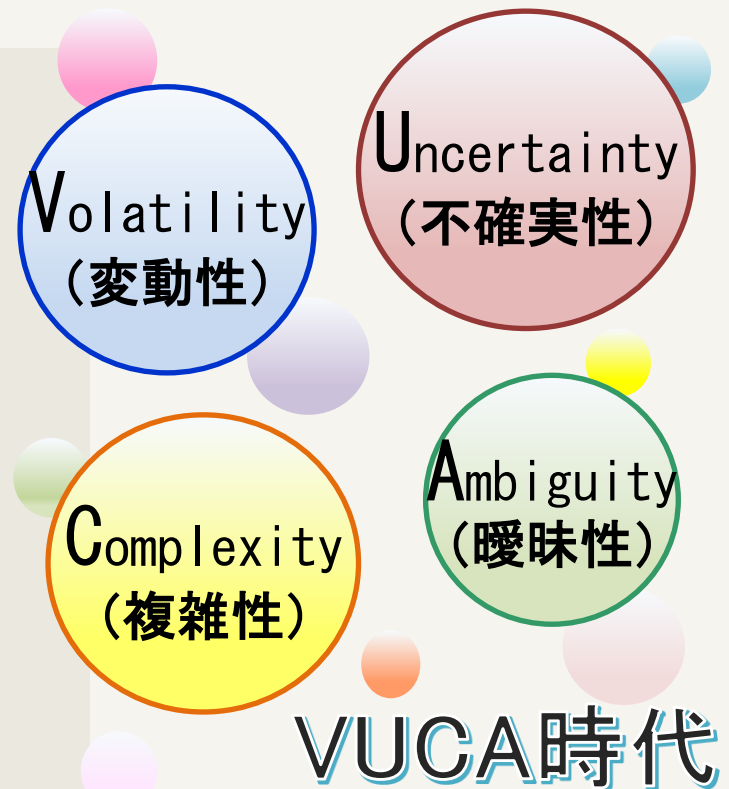 Volatility
（変動性）
Uncertainty
（不確実性）
Complexity
（複雑性）
Ambiguity
（曖昧性）
VUCA時代